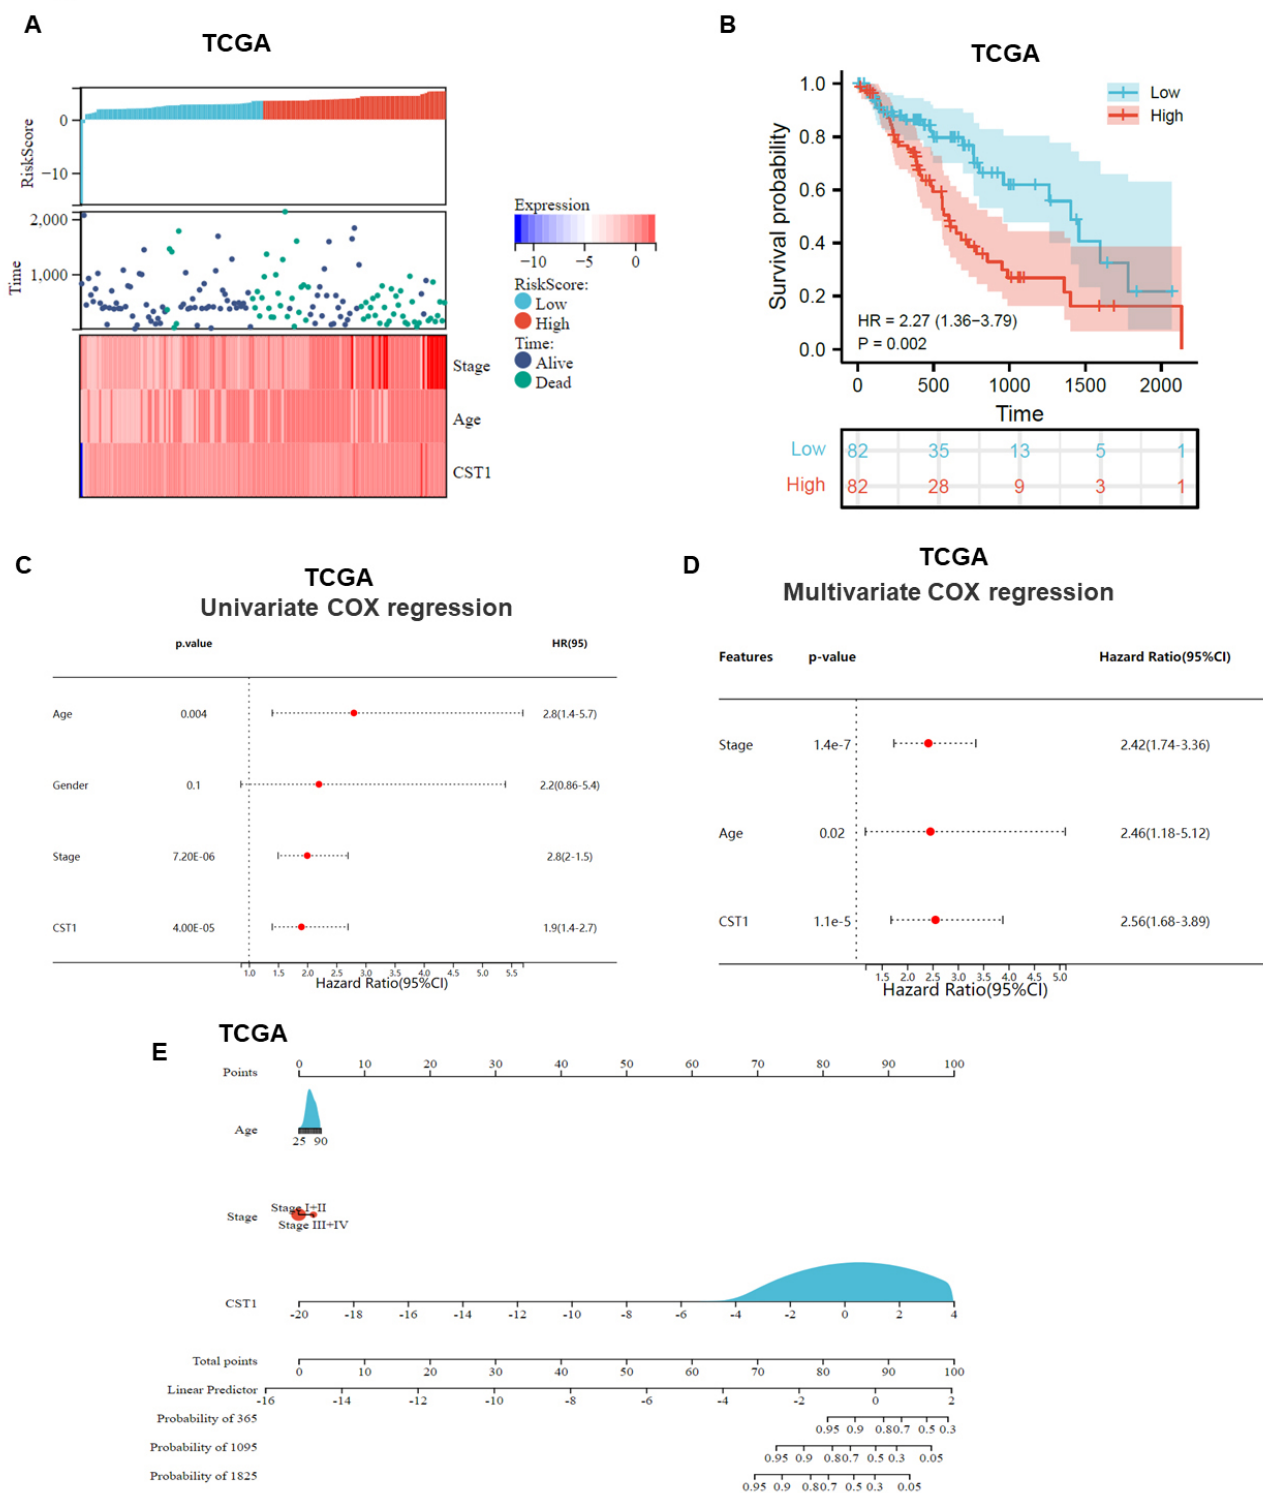 A
TCGA
0
−10
RiskScore
2,000
1,000
Time
Stage
Age
CST1
Expression
−10 −5 0
RiskScore:
Low
High
Time:
Alive
Dead
B
TCGA
1.0
0.8
0.6
0.4
0.2
0.0
Survival probability
Low
High
HR = 2.27 (1.36−3.79)
P = 0.002
0 500 1000 1500 2000
Time
Low 82 35 13 5 1
High 82 28 9 3 1
C
TCGA
Univariate COX regression
p.value HR(95)
Age 0.004 2.8(1.4-5.7)
Gender 0.1 2.2(0.86-5.4)
Stage 7.20E-06 2.8(2-1.5)
CST1 4.00E-05 1.9(1.4-2.7)
1.0 1.5 2.0 2.5 3.0 3.5 4.0 4.5 5.0 5.5
Hazard Ratio(95%CI)
D
TCGA
Multivariate COX regression
Features p-value Hazard Ratio(95%CI)
Stage 1.4e-7 2.42(1.74-3.36)
Age 0.02 2.46(1.18-5.12)
CST1 1.1e-5 2.56(1.68-3.89)
1.5 2.0 2.5 3.0 3.5 4.0 4.5 5.0
Hazard Ratio(95%CI)
E
TCGA
Points 0 10 20 30 40 50 60 70 80 90 100
Age
25 90
Stage I+II
Stage
Stage III+IV
CST1
-20 -18 -16 -14 -12 -10 -8 -6 -4 -2 0 2 4
Total points
0 10 20 30 40 50 60 70 80 90 100
Linear Predictor
-16 -14 -12 -10 -8 -6 -4 -2 0 2
Probability of 365
0.95 0.9 0.80.7 0.5 0.3
Probability of 1095
0.95 0.9 0.80.7 0.5 0.3 0.05
Probability of 1825
0.95 0.9 0.80.7 0.5 0.3 0.05